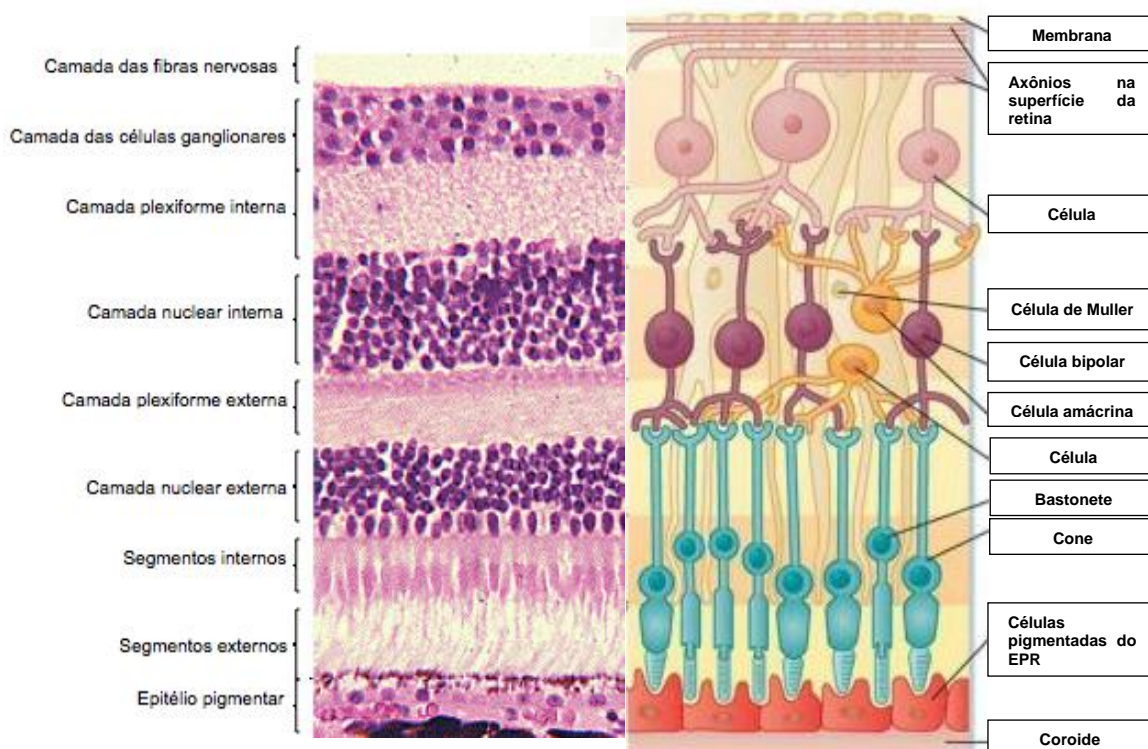 Camada das fibras nervosas
Camada das células ganglionares
Camada plexiforme interna
Camada nuclear interna
Camada plexiforme externa
Camada nuclear externa
Segmentos internos
Segmentos externos
Epitélio pigmentar
Membrana
Axônios na
superfície da
retina
Célula
Célula de Muller
Célula bipolar
Célula amácrina
Célula
Bastonete
Cone
Células
pigmentadas do
EPR
Coroide